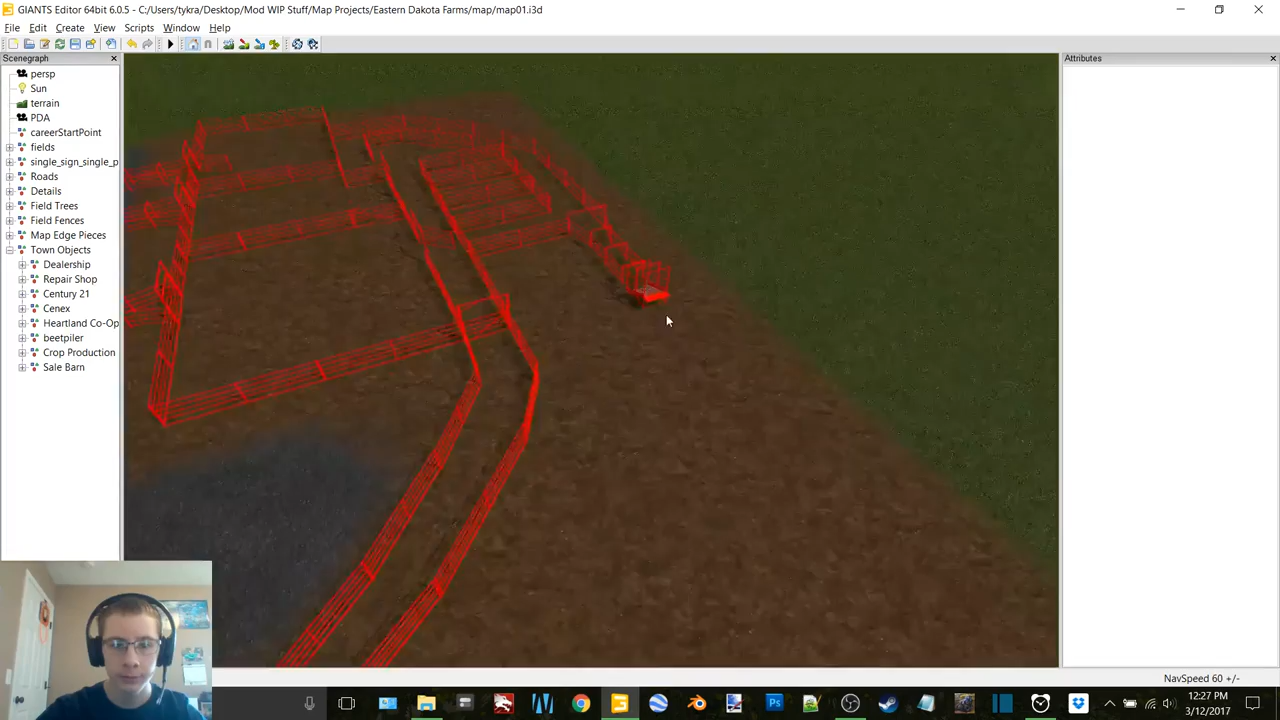 GIANTS Editor 64bit 6.0.5 - C:/Users/tykra/Desktop/Mod WIP Stuff/Map Projects/Eastern Dakota Farms/map/map01.i3d
File Edit Create View Scripts Window Help
Scenegraph
Attributes
persp
Sun
terrain
PDA
careerStartPoint
fields
single_sign_single_p
Roads
Details
Field Trees
Field Fences
Map Edge Pieces
Town Objects
Dealership
Repair Shop
Century 21
Cenex
Heartland Co-Op
beetpiler
Crop Production
Sale Barn
NavSpeed 60 +/-
12:27 PM
3/12/2017